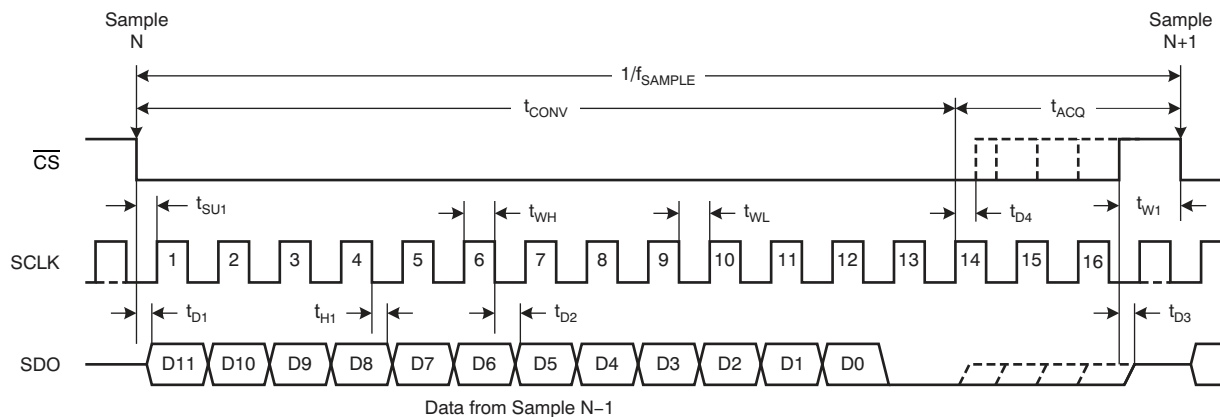 Sample Sample
N N+1
1/fSAMPLE
tCONV tACQ
CS
tSU1 tWH tWL tD4 tW1
SCLK 1 2 3 4 5 6 7 8 9 10 11 12 13 14 15 16
tD1 tH1 tD2 tD3
SDO D11 D10 D9 D8 D7 D6 D5 D4 D3 D2 D1 D0
Data from Sample N−1